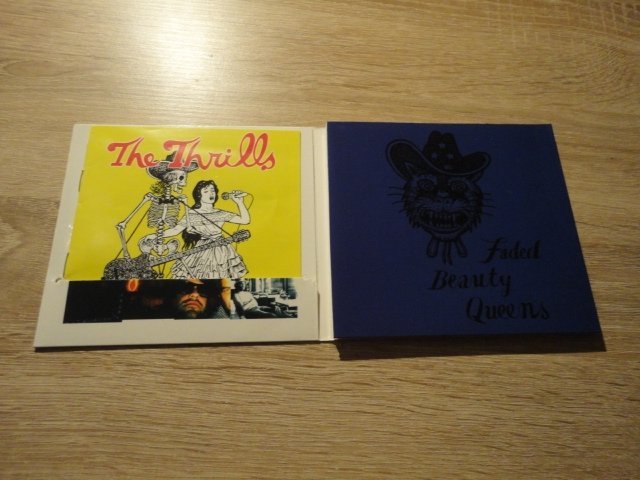 The Thrills
Faded
Beauty
Queens